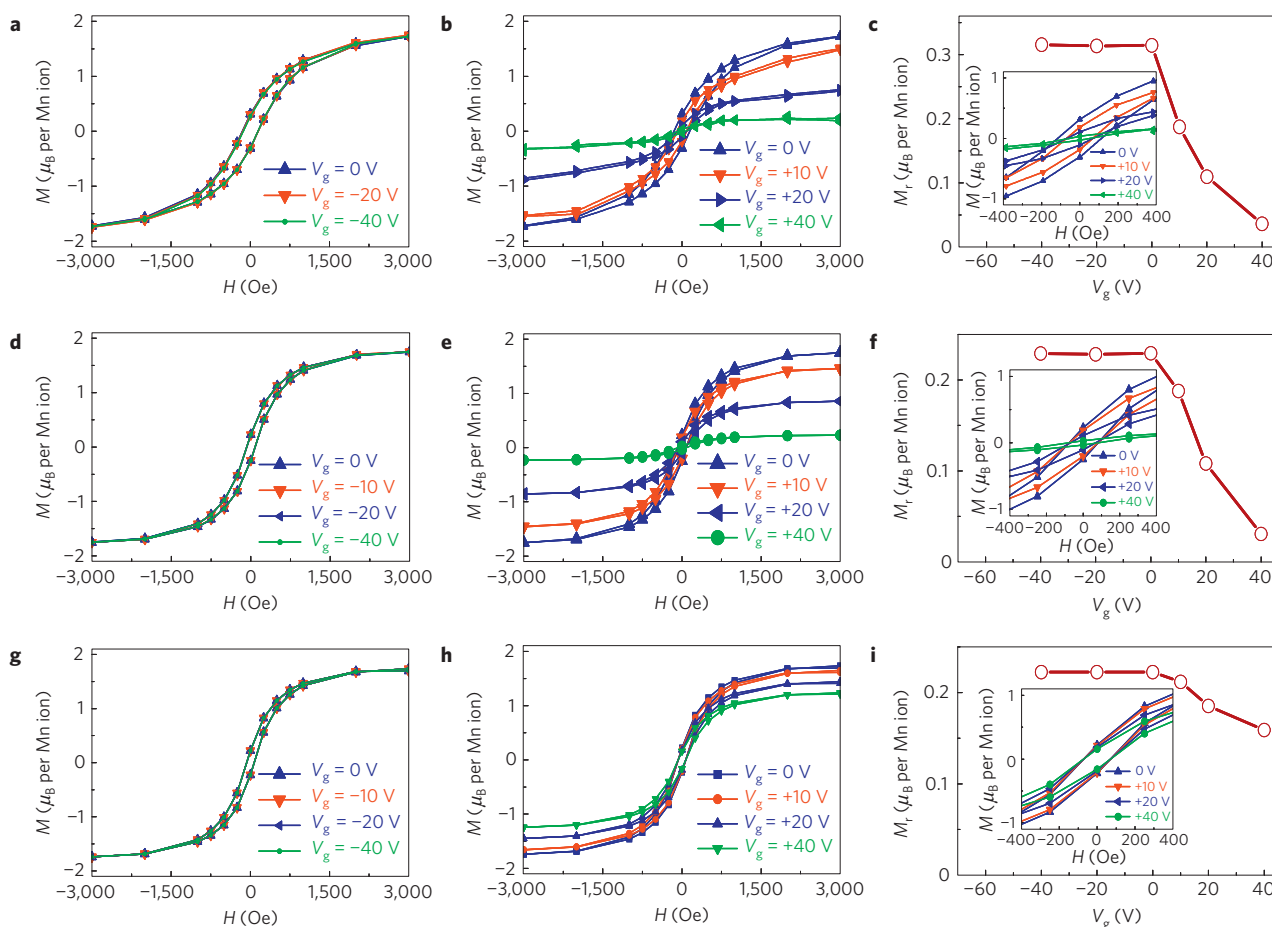 a
M (μB per Mn ion)
2
1
0
−1
−2
Vg = 0 V
Vg = −20 V
Vg = −40 V
−3,000 −1,500 0 1,500 3,000
H (Oe)
b
M (μB per Mn ion)
2
1
0
−1
−2
Vg = 0 V
Vg = +10 V
Vg = +20 V
Vg = +40 V
−3,000 −1,500 0 1,500 3,000
H (Oe)
c
Mr (μB per Mn ion)
0.3
0.2
0.1
0
M (μB per Mn ion)
1
0
−1
0 V
+10 V
+20 V
+40 V
−400 −200 0 200 400
H (Oe)
−60 −40 −20 0 20 40
Vg (V)
d
M (μB per Mn ion)
2
1
0
−1
−2
Vg = 0 V
Vg = −10 V
Vg = −20 V
Vg = −40 V
−3,000 −1,500 0 1,500 3,000
H (Oe)
e
M (μB per Mn ion)
2
1
0
−1
−2
Vg = 0 V
Vg = +10 V
Vg = +20 V
Vg = +40 V
−3,000 −1,500 0 1,500 3,000
H (Oe)
f
Mr (μB per Mn ion)
0.2
0.1
0
M (μB per Mn ion)
1
0
−1
0 V
+10 V
+20 V
+40 V
−400 −200 0 200 400
H (Oe)
−60 −40 −20 0 20 40
Vg (V)
g
M (μB per Mn ion)
2
1
0
−1
−2
Vg = 0 V
Vg = −10 V
Vg = −20 V
Vg = −40 V
−3,000 −1,500 0 1,500 3,000
H (Oe)
h
M (μB per Mn ion)
2
1
0
−1
−2
Vg = 0 V
Vg = +10 V
Vg = +20 V
Vg = +40 V
−3,000 −1,500 0 1,500 3,000
H (Oe)
i
Mr (μB per Mn ion)
0.2
0.1
0
M (μB per Mn ion)
1
0
−1
0 V
+10 V
+20 V
+40 V
−400 −200 0 200 400
H (Oe)
−60 −40 −20 0 20 40
Vg (V)